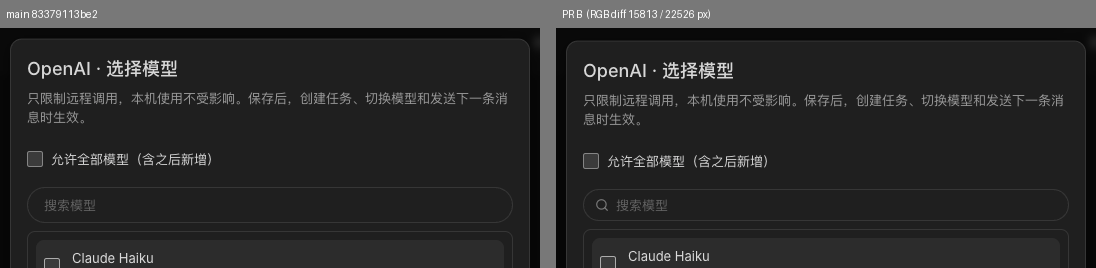 main 83379113be2
OpenAI · 选择模型
只限制远程调用，本机使用不受影响。保存后，创建任务、切换模型和发送下一条消
息时生效。
允许全部模型（含之后新增）
搜索模型
Claude Haiku
PR B (RGB diff 15813 / 22526 px)
OpenAI · 选择模型
只限制远程调用，本机使用不受影响。保存后，创建任务、切换模型和发送下一条消
息时生效。
允许全部模型（含之后新增）
搜索模型
Claude Haiku